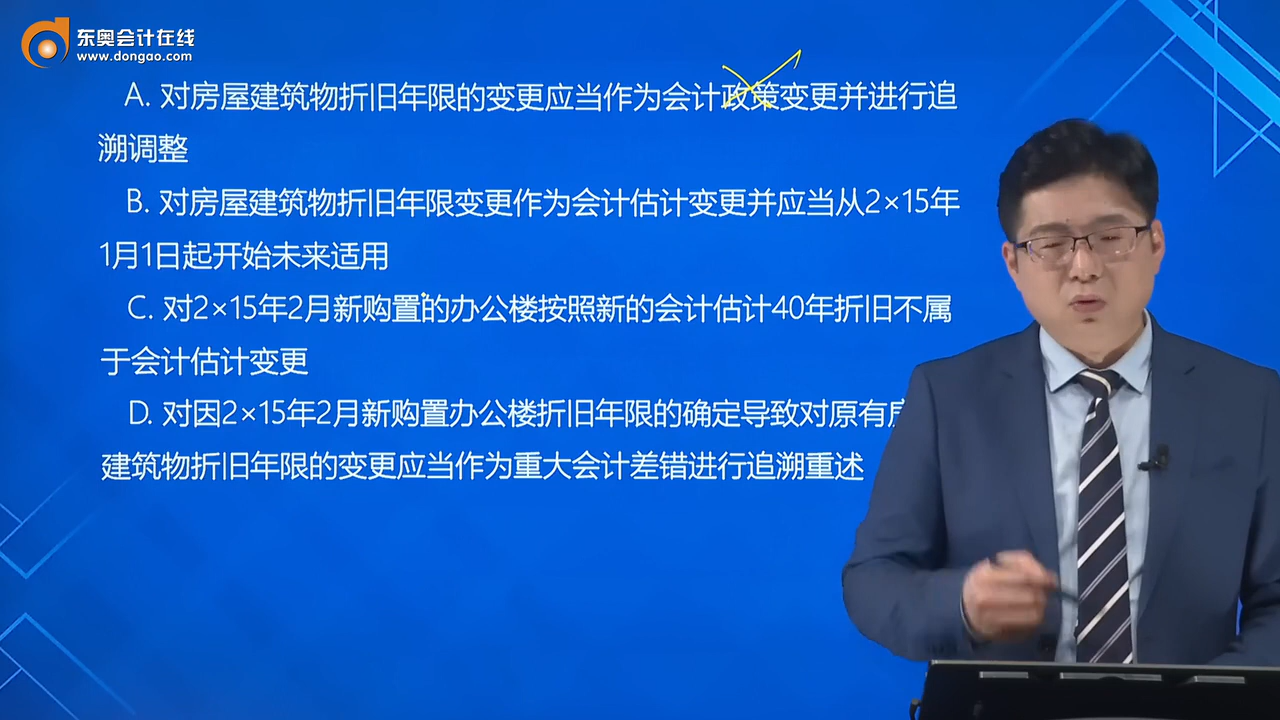 东奥会计在线
www.dongao.com
A. 对房屋建筑物折旧年限的变更应当作为会计政策变更并进行追
溯调整
B. 对房屋建筑物折旧年限变更作为会计估计变更并应当从2×15年
1月1日起开始未来适用
C. 对2×15年2月新购置的办公楼按照新的会计估计40年折旧不属
于会计估计变更
D. 对因2×15年2月新购置办公楼折旧年限的确定导致对原有
建筑物折旧年限的变更应当作为重大会计差错进行追溯重述